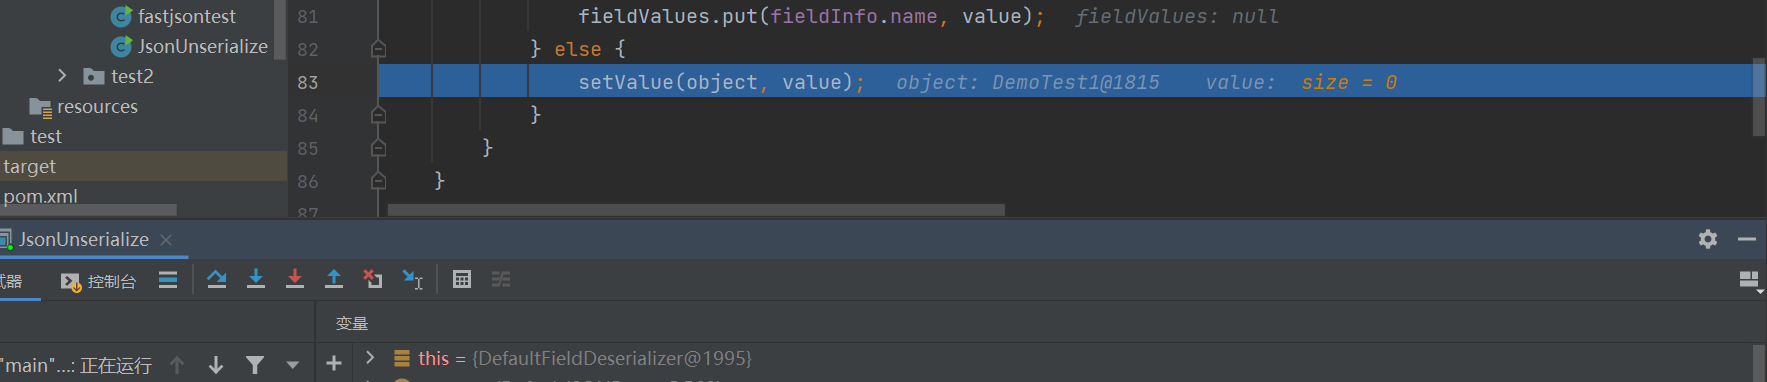 fastjsontest
JsonUnserialize
test2
resources
test
target
pom.xml
81 fieldValues.put(fieldInfo.name, value); fieldValues: null
82 } else {
83 setValue(object, value); object: DemoTest1@1815 value: size = 0
84 }
85 }
86 }
87
JsonUnserialize
试器 控制台
变量
"main"...: 正在运行
this = {DefaultFieldDeserializer@1995}